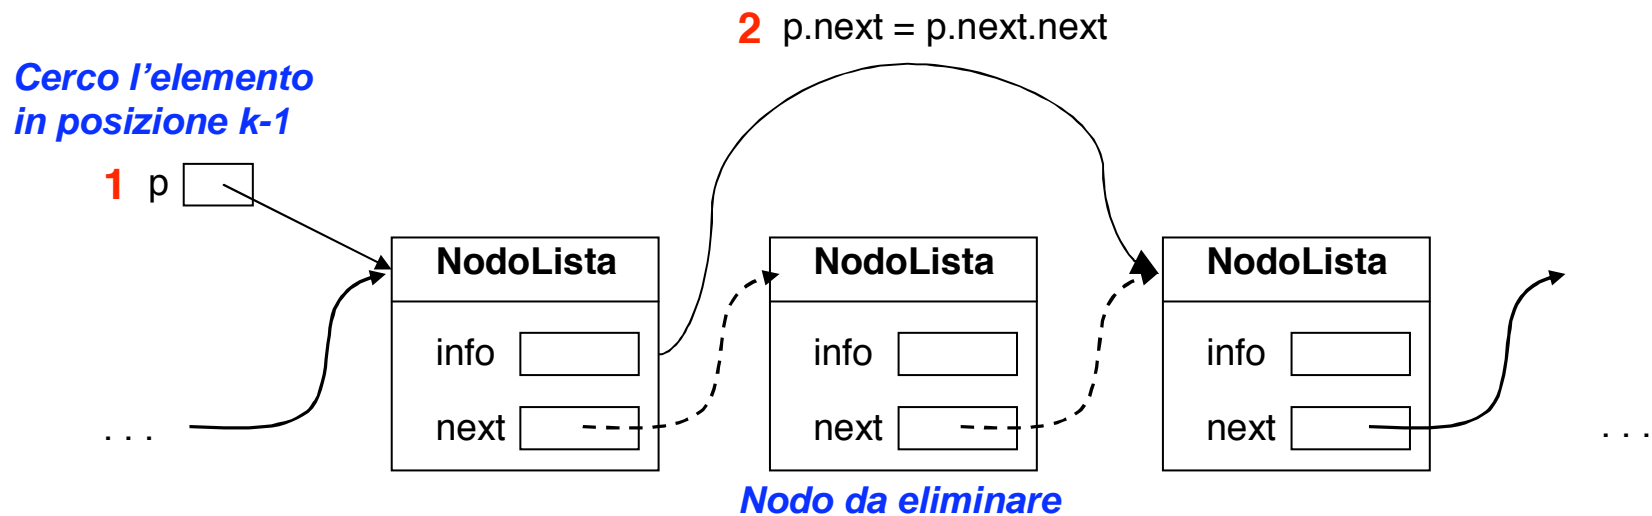 2 p.next = p.next.next
Cerco l'elemento
in posizione k-1
1 p
NodoLista NodoLista NodoLista
info info info
. . . next next next . . .
Nodo da eliminare